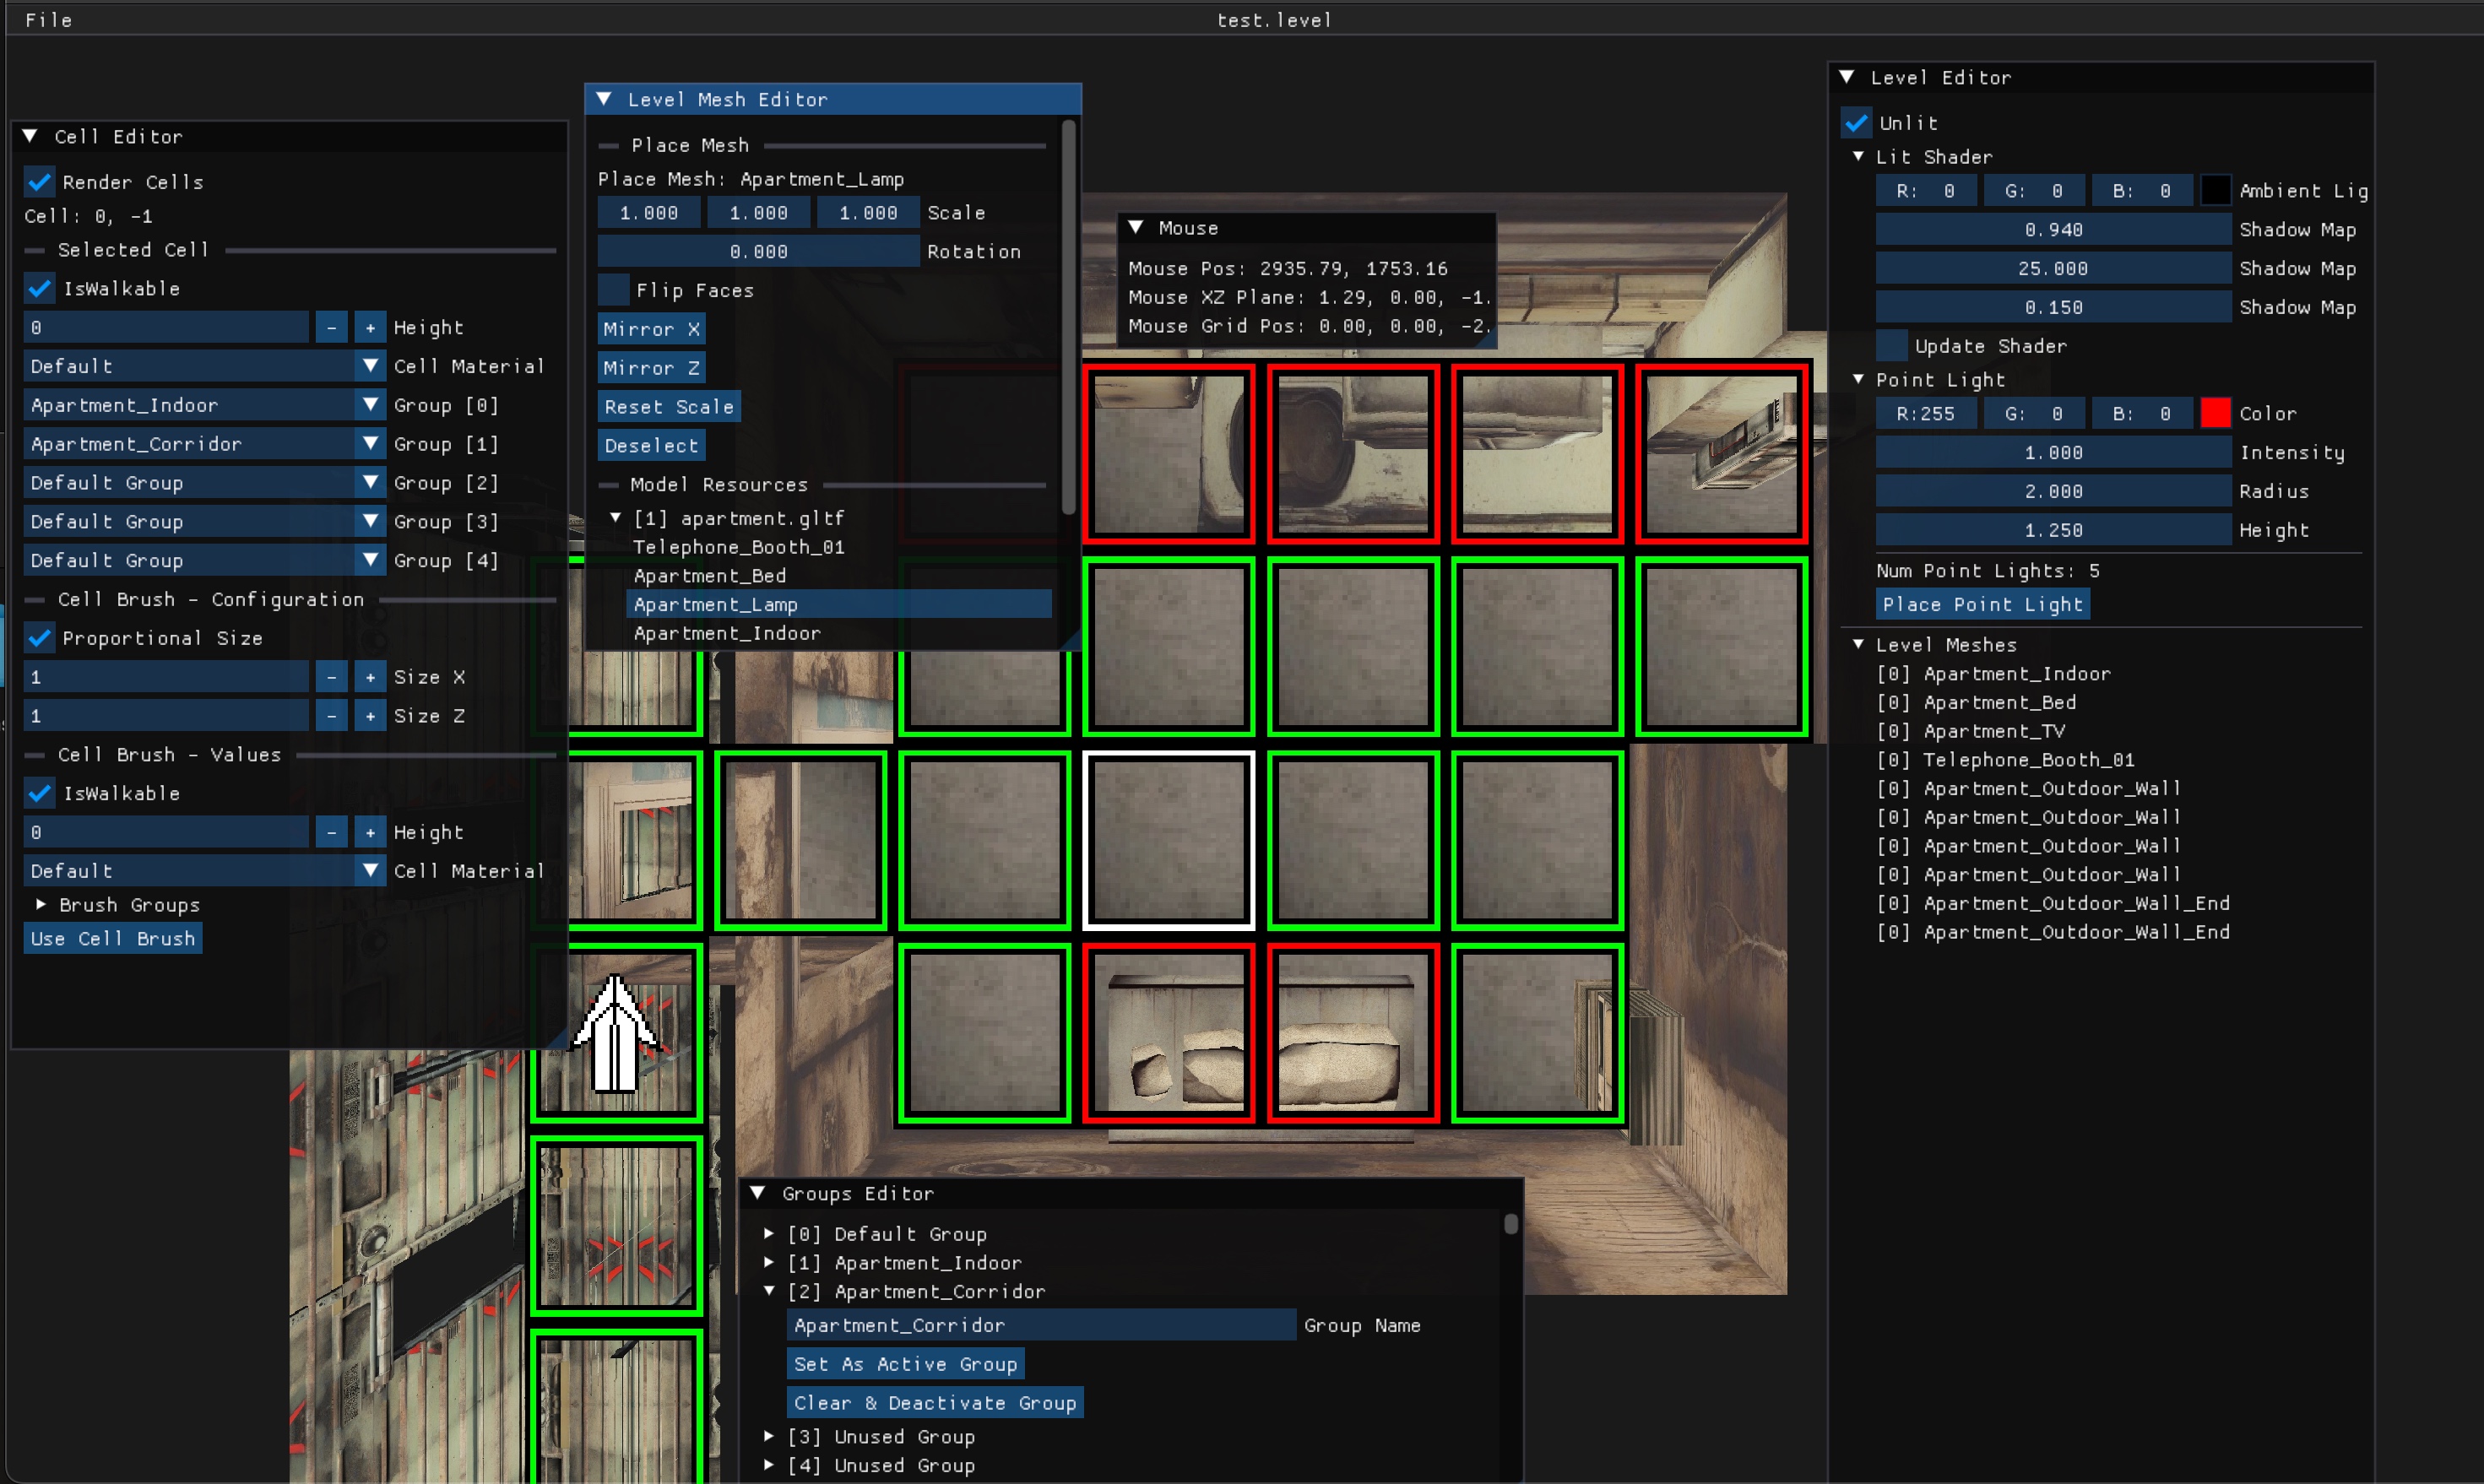 File
test.level
Cell Editor
Render Cells
Cell: 0, -1
Selected Cell
IsWalkable
0 - + Height
Default Cell Material
Apartment_Indoor Group [0]
Apartment_Corridor Group [1]
Default Group Group [2]
Default Group Group [3]
Default Group Group [4]
Cell Brush - Configuration
Proportional Size
1 - + Size X
1 - + Size Z
Cell Brush - Values
IsWalkable
0 - + Height
Default Cell Material
Brush Groups
Use Cell Brush
Level Mesh Editor
Place Mesh
Place Mesh: Apartment_Lamp
1.000 1.000 1.000 Scale
0.000 Rotation
Flip Faces
Mirror X
Mirror Z
Reset Scale
Deselect
Model Resources
[1] apartment.gltf
Telephone_Booth_01
Apartment_Bed
Apartment_Lamp
Apartment_Indoor
Mouse
Mouse Pos: 2935.79, 1753.16
Mouse XZ Plane: 1.29, 0.00, -1.
Mouse Grid Pos: 0.00, 0.00, -2.
Groups Editor
[0] Default Group
[1] Apartment_Indoor
[2] Apartment_Corridor
Apartment_Corridor Group Name
Set As Active Group
Clear & Deactivate Group
[3] Unused Group
[4] Unused Group
Level Editor
Unlit
Lit Shader
R: 0 G: 0 B: 0 Ambient Lig
0.940 Shadow Map
25.000 Shadow Map
0.150 Shadow Map
Update Shader
Point Light
R:255 G: 0 B: 0 Color
1.000 Intensity
2.000 Radius
1.250 Height
Num Point Lights: 5
Place Point Light
Level Meshes
[0] Apartment_Indoor
[0] Apartment_Bed
[0] Apartment_TV
[0] Telephone_Booth_01
[0] Apartment_Outdoor_Wall
[0] Apartment_Outdoor_Wall
[0] Apartment_Outdoor_Wall
[0] Apartment_Outdoor_Wall
[0] Apartment_Outdoor_Wall_End
[0] Apartment_Outdoor_Wall_End